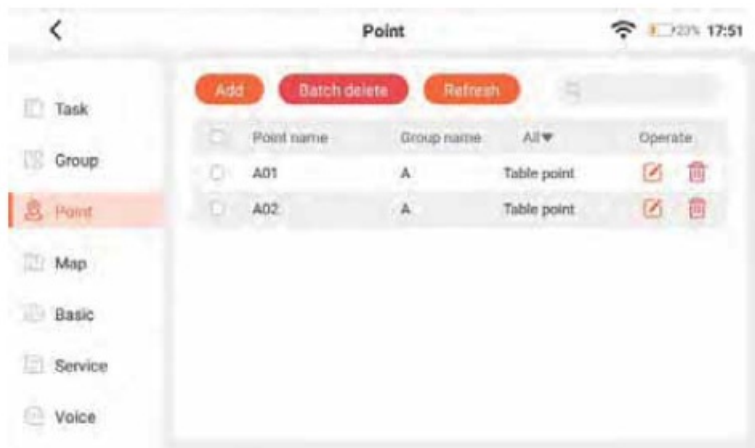 Point 23% 17:51
Task
Group
Point
Map
Basic
Service
Voice
Add Batch delete Refresh
Point name Group name All▼ Operate
A01 A Table point
A02 A Table point